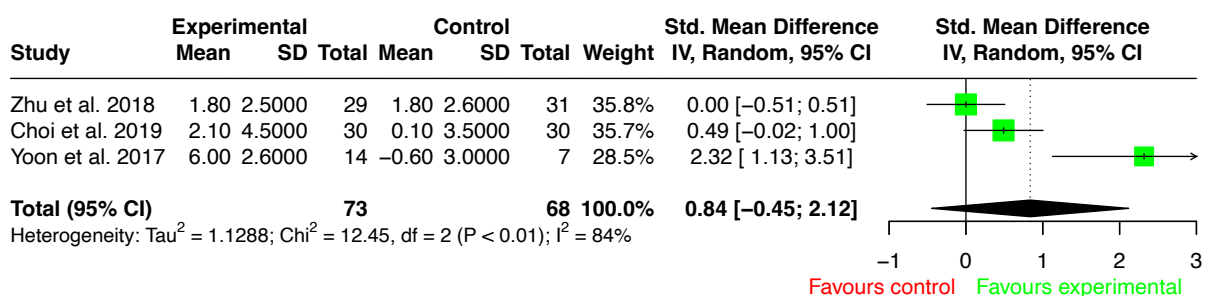 Experimental Control Std. Mean Difference Std. Mean Difference
Study Mean SD Total Mean SD Total Weight IV, Random, 95% CI IV, Random, 95% CI
Zhu et al. 2018 1.80 2.5000 29 1.80 2.6000 31 35.8% 0.00 [−0.51; 0.51]
Choi et al. 2019 2.10 4.5000 30 0.10 3.5000 30 35.7% 0.49 [−0.02; 1.00]
Yoon et al. 2017 6.00 2.6000 14 −0.60 3.0000 7 28.5% 2.32 [ 1.13; 3.51]
Total (95% CI) 73 68 100.0% 0.84 [−0.45; 2.12]
Heterogeneity: Tau² = 1.1288; Chi² = 12.45, df = 2 (P < 0.01); I² = 84%
−1 0 1 2 3
Favours control Favours experimental